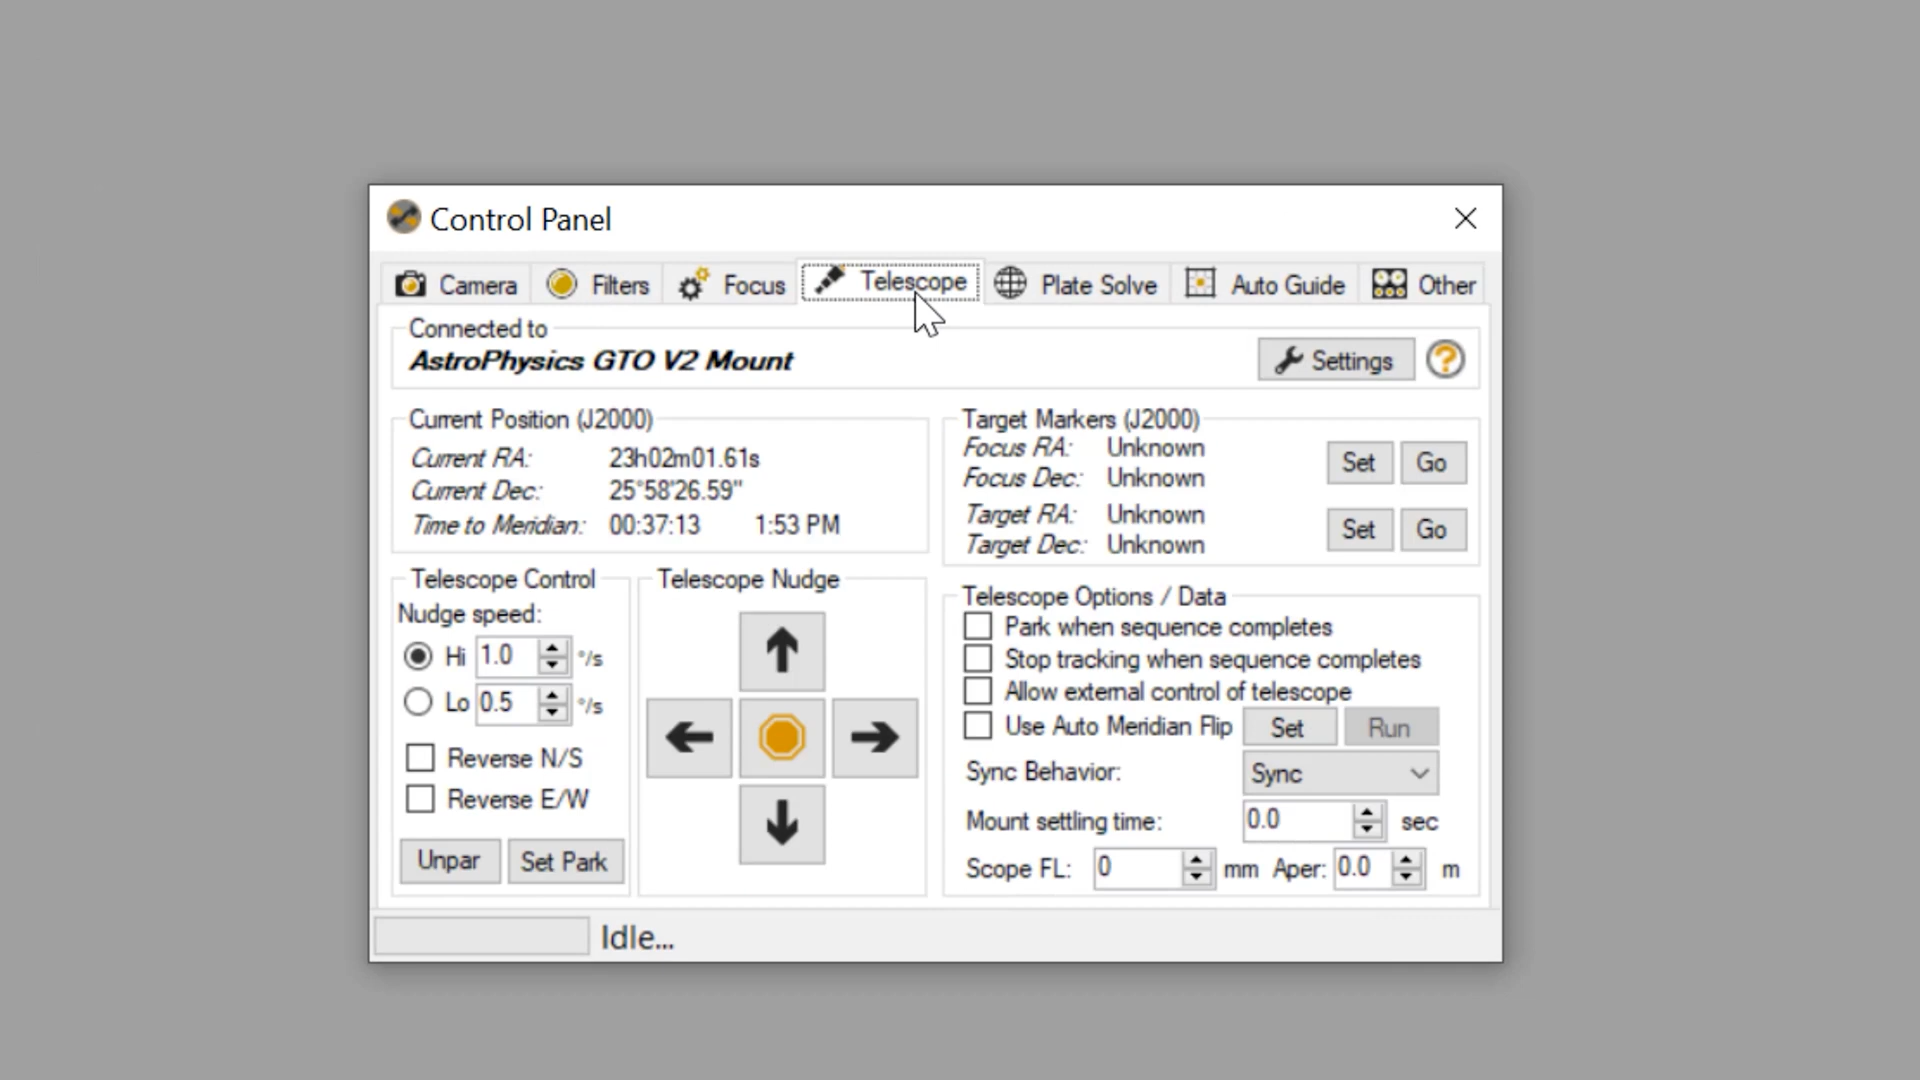 Control Panel
Camera Filters Focus Telescope Plate Solve Auto Guide Other
Connected to
AstroPhysics GTO V2 Mount
Settings ?
Current Position (J2000)
Current RA: 23h02m01.61s
Current Dec: 25°58'26.59"
Time to Meridian: 00:37:13 1:53 PM
Target Markers (J2000)
Focus RA: Unknown
Focus Dec: Unknown
Set Go
Target RA: Unknown
Target Dec: Unknown
Set Go
Telescope Control
Nudge speed:
Hi 1.0 °/s
Lo 0.5 °/s
Reverse N/S
Reverse E/W
Unpar Set Park
Telescope Nudge
Telescope Options / Data
Park when sequence completes
Stop tracking when sequence completes
Allow external control of telescope
Use Auto Meridian Flip Set Run
Sync Behavior: Sync
Mount settling time: 0.0 sec
Scope FL: 0 mm Aper: 0.0 m
Idle...